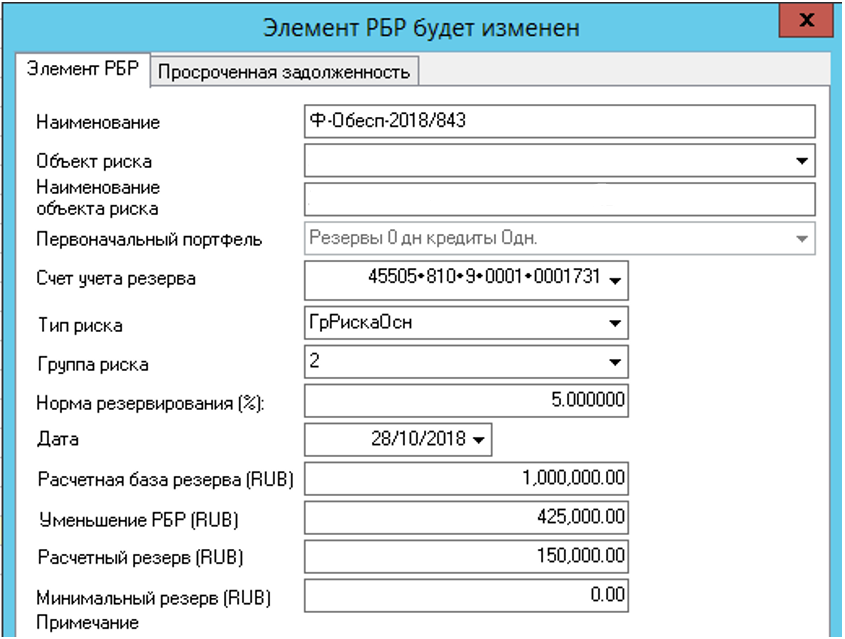 Элемент РБР будет изменен
Элемент РБР Просроченная задолженность
Наименование Ф-Обесп-2018/843
Объект риска
Наименование
объекта риска
Первоначальный портфель Резервы 0 дн кредиты 0дн.
Счет учета резерва 45505•810•9•0001•0001731
Тип риска ГрРискаОсн
Группа риска 2
Норма резервирования (%): 5.000000
Дата 28/10/2018
Расчетная база резерва (RUB) 1,000,000.00
Уменьшение РБР (RUB) 425,000.00
Расчетный резерв (RUB) 150,000.00
Минимальный резерв (RUB) 0.00
Примечание